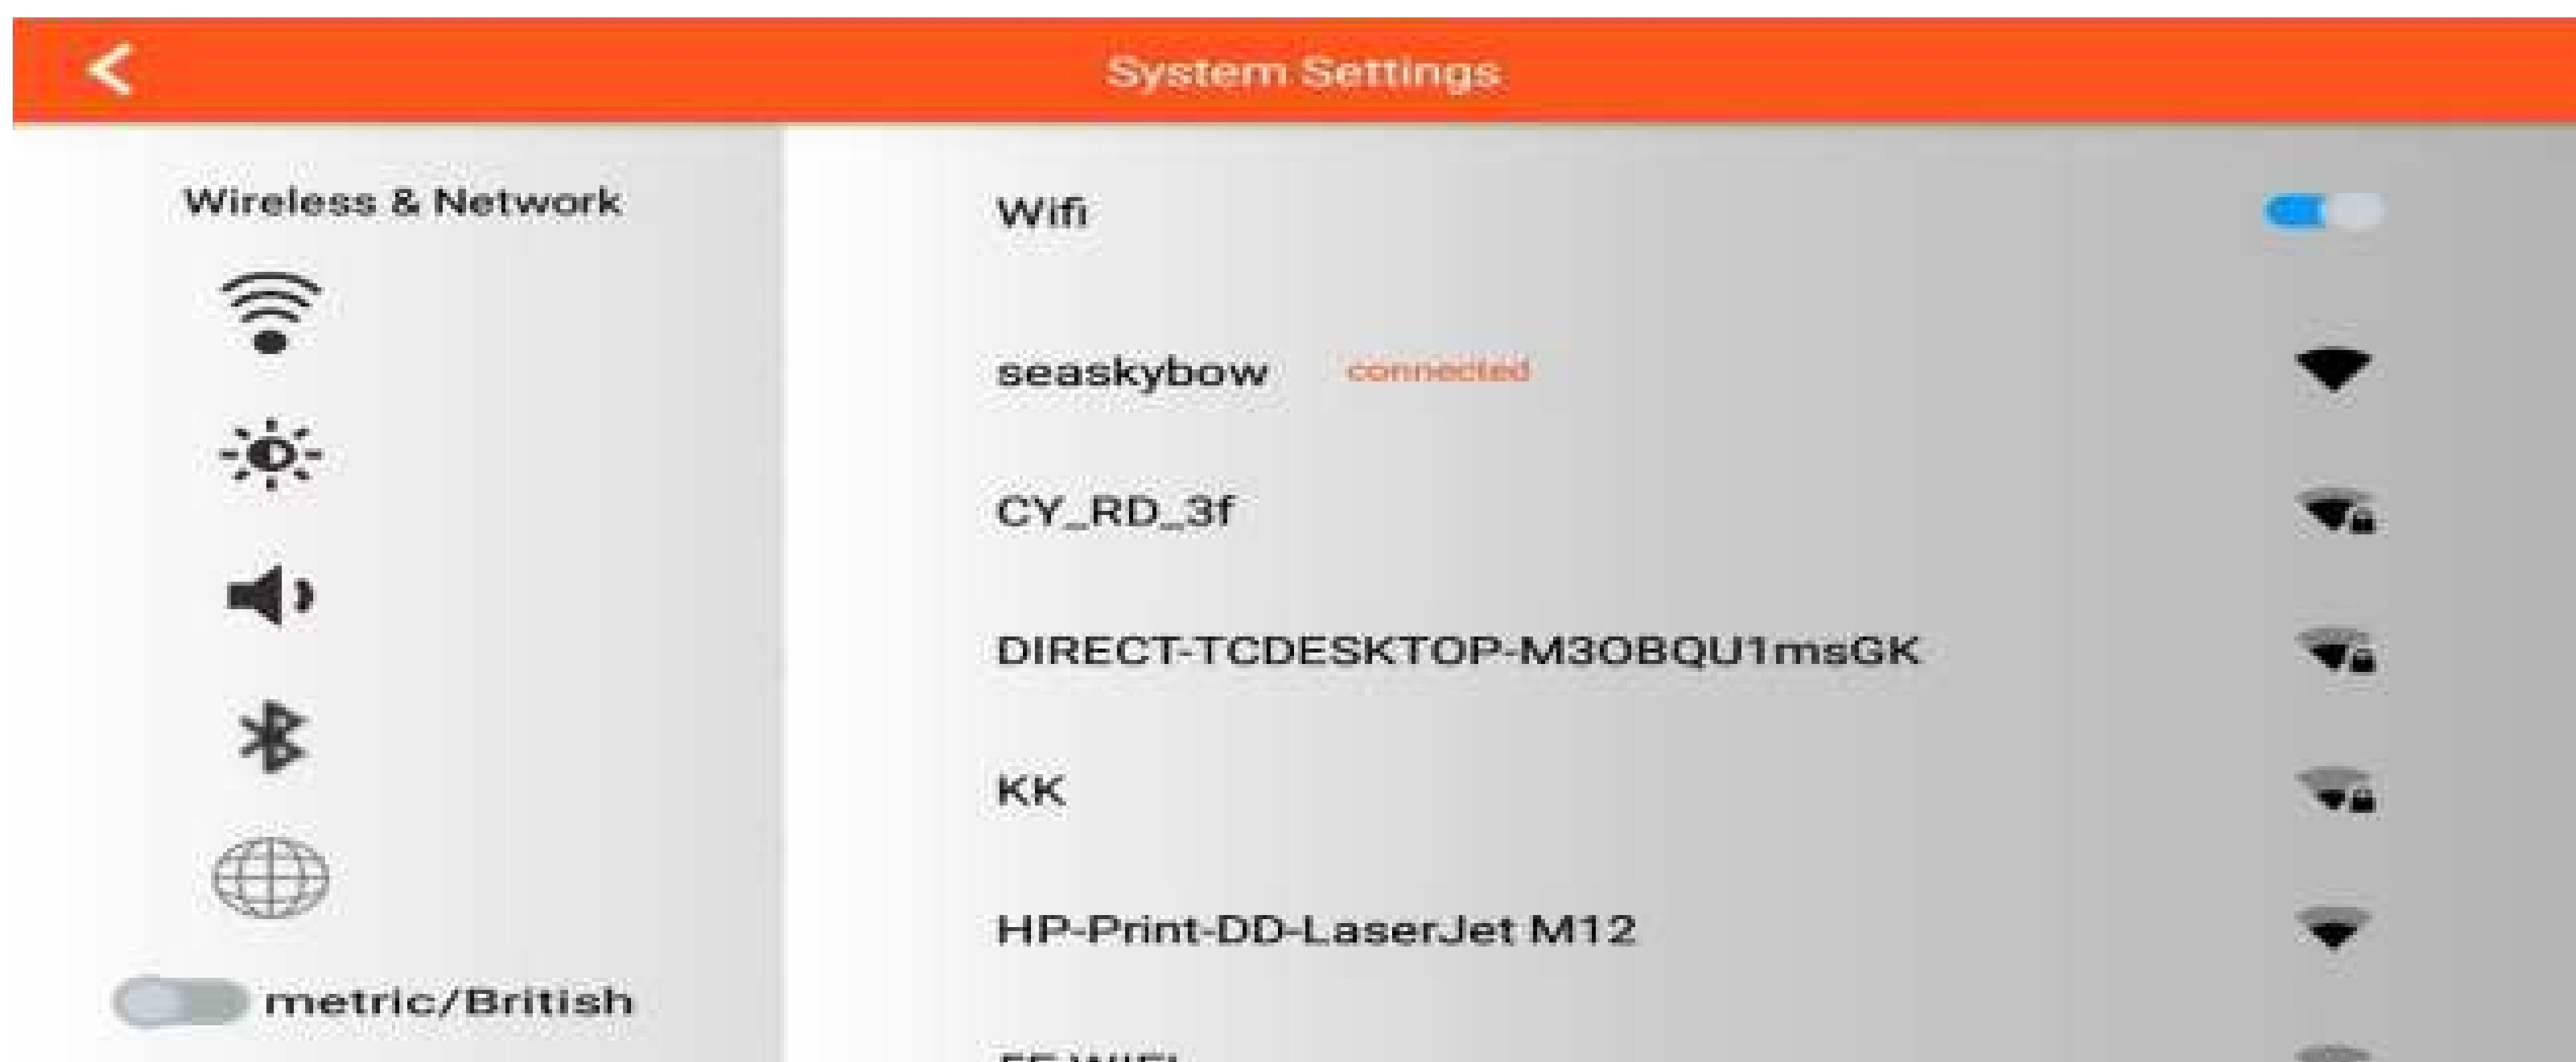 System Settings
Wireless & Network
metric/British
Wifi
seaskybow connected
CY_RD_3f
DIRECT-TCDESKTOP-M3OBQU1msGK
KK
HP-Print-DD-LaserJet M12